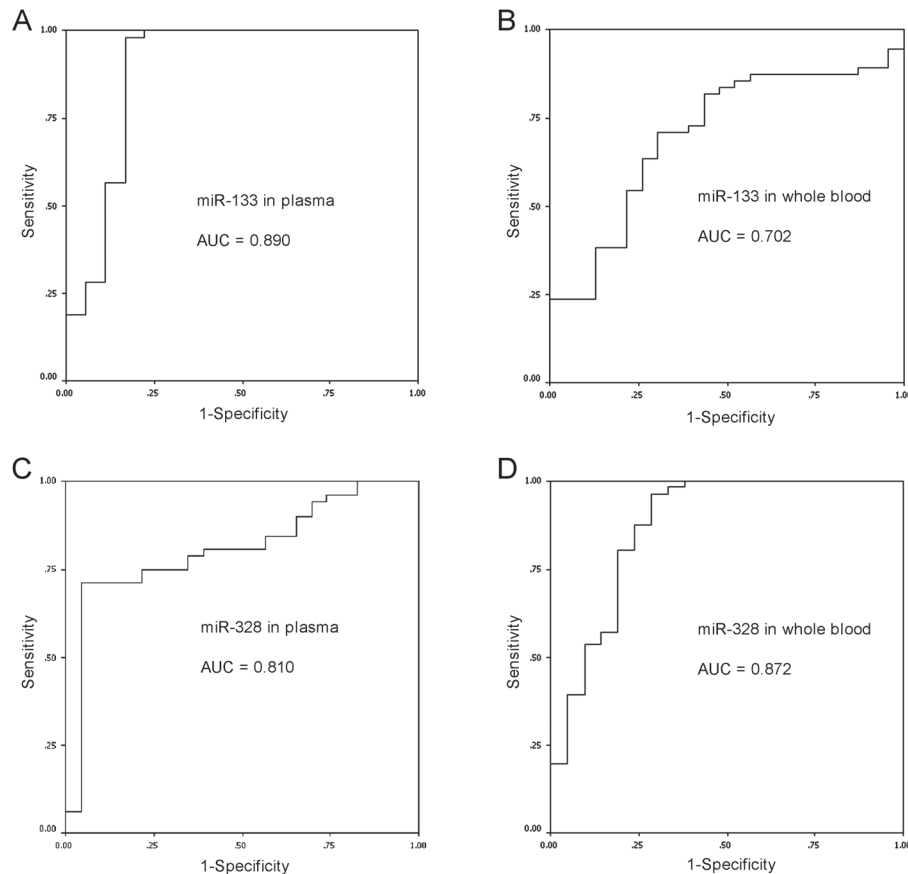 A
1.00
.75
.50
.25
0.00
Sensitivity
miR-133 in plasma
AUC = 0.890
0.00 .25 .50 .75 1.00
1-Specificity
B
1.00
.75
.50
.25
0.00
Sensitivity
miR-133 in whole blood
AUC = 0.702
0.00 .25 .50 .75 1.00
1-Specificity
C
1.00
.75
.50
.25
0.00
Sensitivity
miR-328 in plasma
AUC = 0.810
0.00 .25 .50 .75 1.00
1-Specificity
D
1.00
.75
.50
.25
0.00
Sensitivity
miR-328 in whole blood
AUC = 0.872
0.00 .25 .50 .75 1.00
1-Specificity